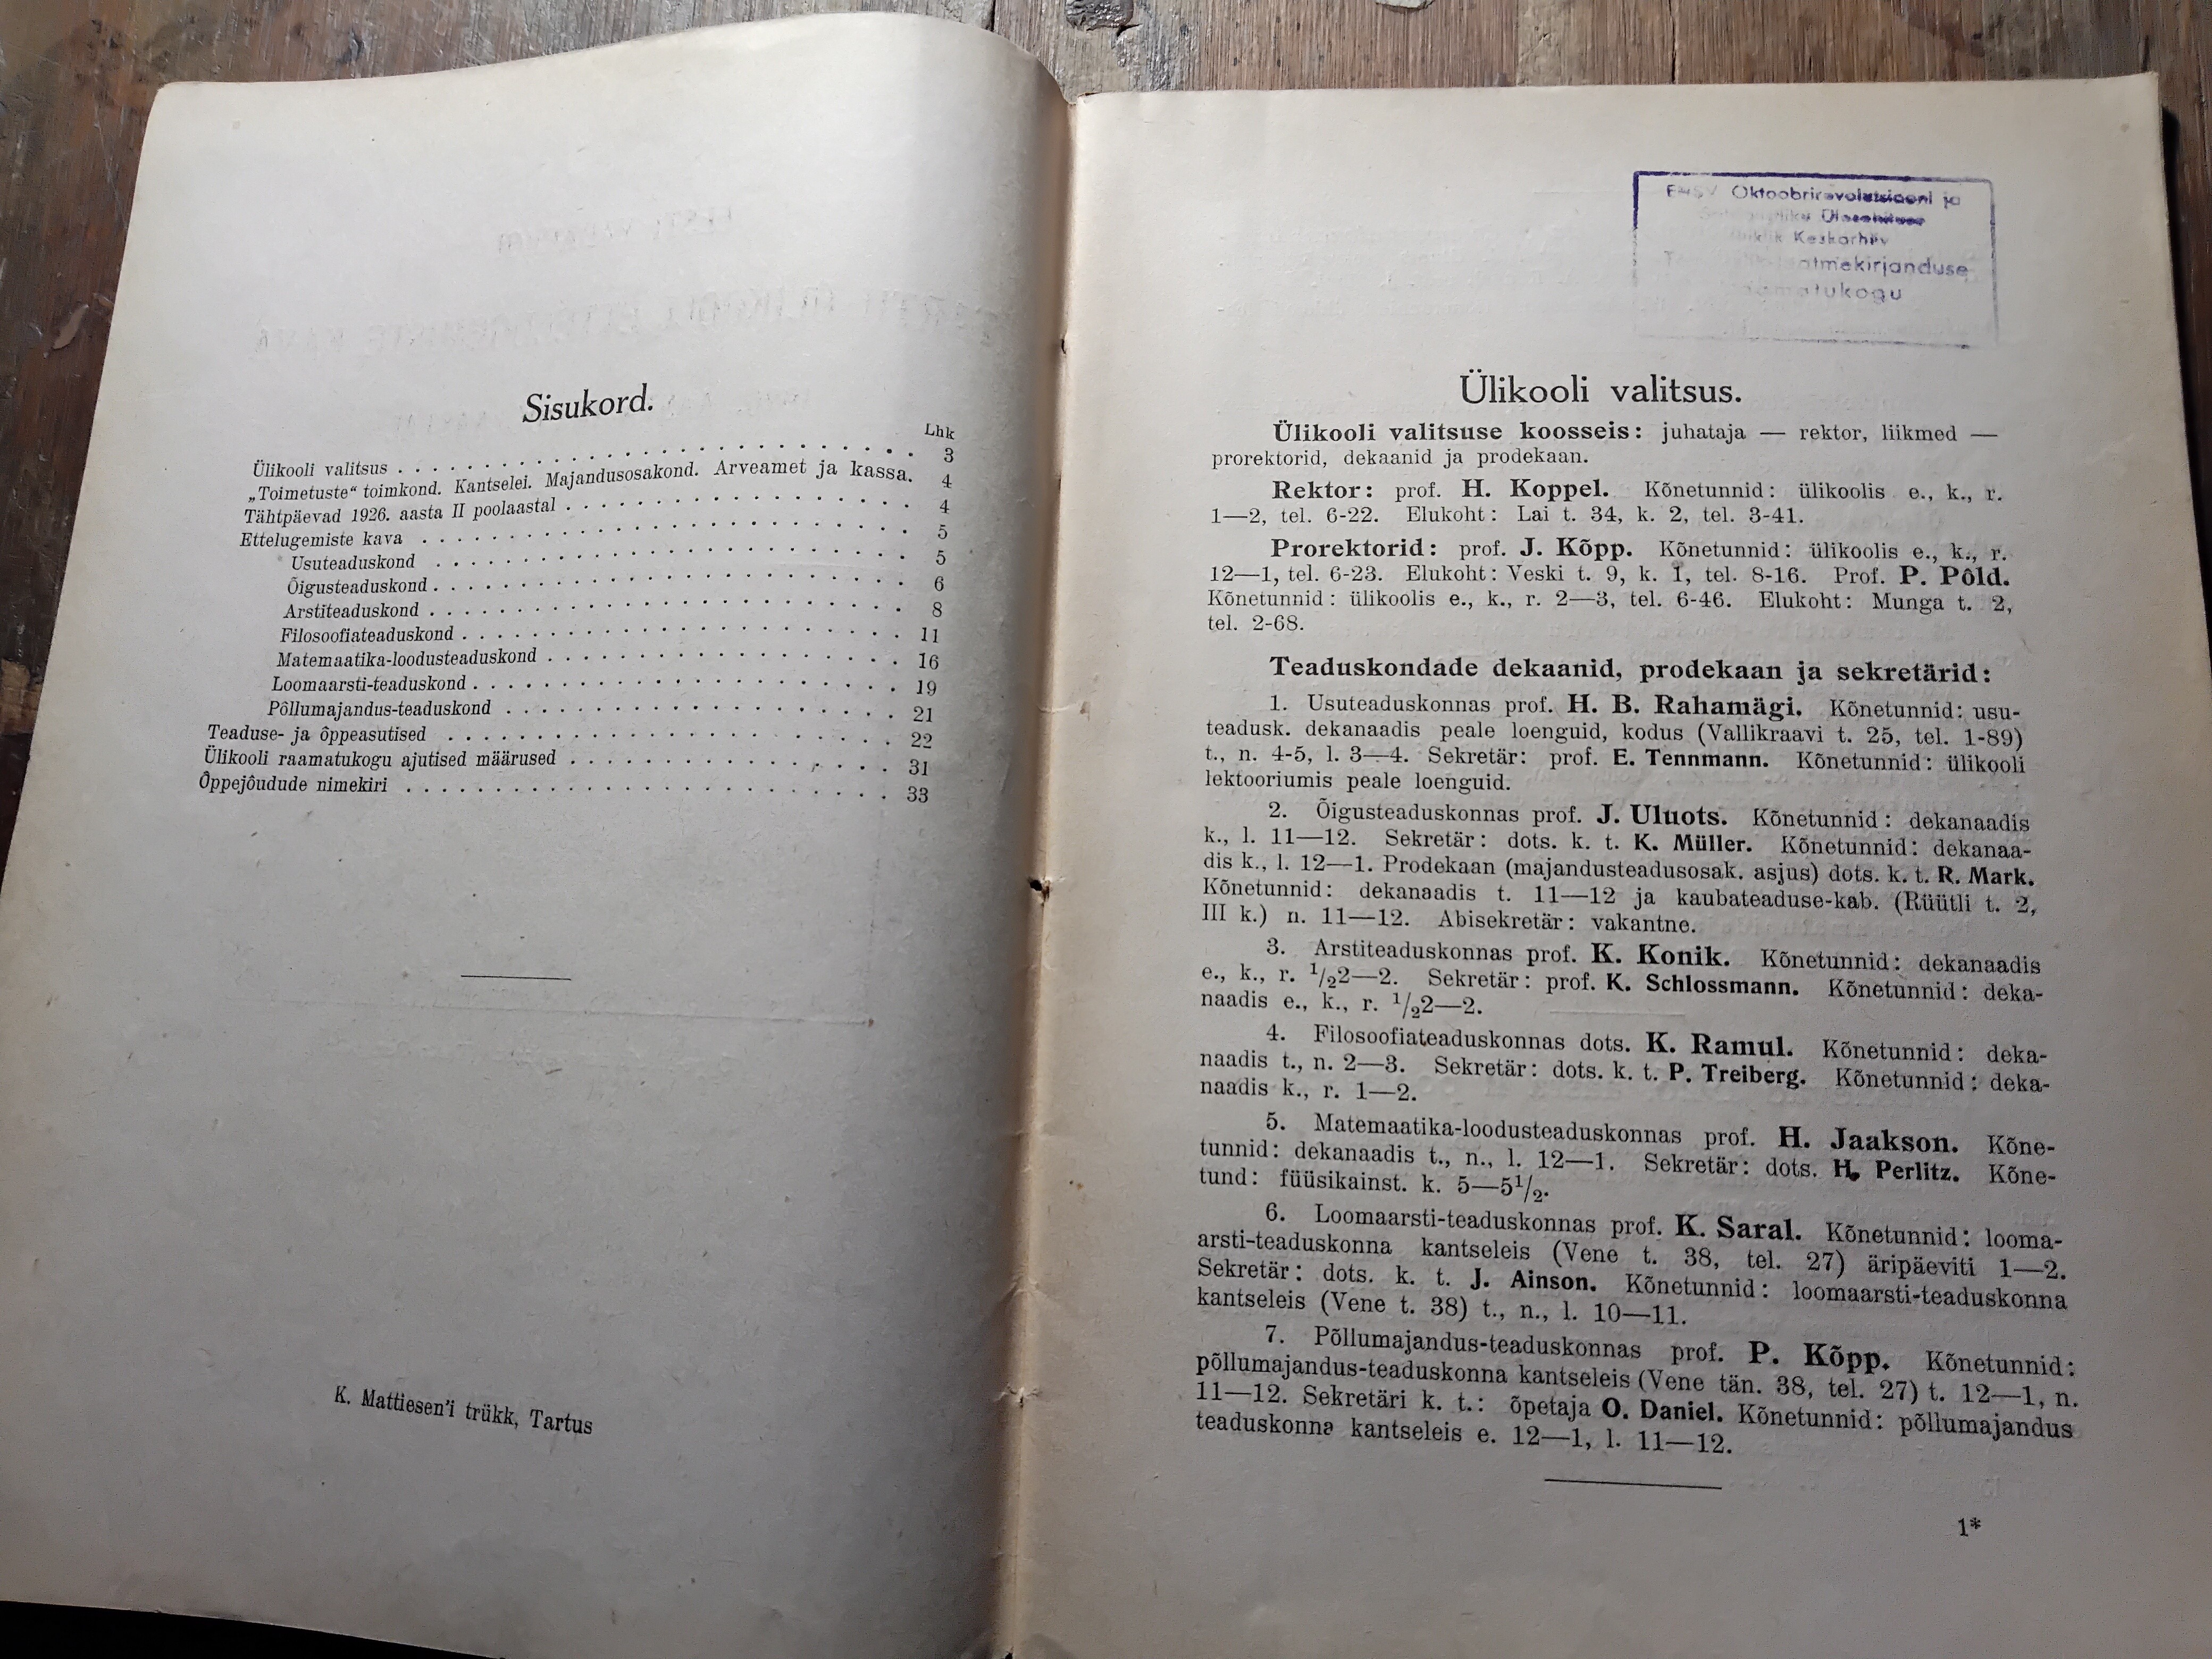 Sisukord.
Lhk
Ülikooli valitsus . . . . . . . . . . . . . . . . . . . . . . . . 3
„Toimetuste“ toimkond. Kantselei. Majandusosakond. Arveamet ja kassa. 4
Tähtpäevad 1926. aasta II poolaastal . . . . . . . . . . . . . . . 4
Ettelugemiste kava . . . . . . . . . . . . . . . . . . . . . . . 5
Usuteaduskond . . . . . . . . . . . . . . . . . . . . . 5
Õigusteaduskond . . . . . . . . . . . . . . . . . . . . . 6
Arstiteaduskond . . . . . . . . . . . . . . . . . . . . . 8
Filosoofiateaduskond . . . . . . . . . . . . . . . . . . . 11
Matemaatika-loodusteaduskond . . . . . . . . . . . . . . . 16
Loomaarsti-teaduskond . . . . . . . . . . . . . . . . . . . 19
Põllumajandus-teaduskond . . . . . . . . . . . . . . . . . 21
Teaduse- ja õppeasutised . . . . . . . . . . . . . . . . . . . . 22
Ülikooli raamatukogu ajutised määrused . . . . . . . . . . . . . . 31
Õppejõudude nimekiri . . . . . . . . . . . . . . . . . . . . . . 33
K. Mattiesen'i trükk, Tartus
Oktoobrirevolutsiooni ja
Keskarhiiv
Ülikooli valitsus.
Ülikooli valitsuse koosseis: juhataja — rektor, liikmed —
prorektorid, dekaanid ja prodekaan.
Rektor: prof. H. Koppel. Kõnetunnid: ülikoolis e., k., r.
1—2, tel. 6-22. Elukoht: Lai t. 34, k. 2, tel. 3-41.
Prorektorid: prof. J. Kõpp. Kõnetunnid: ülikoolis e., k., r.
12—1, tel. 6-23. Elukoht: Veski t. 9, k. 1, tel. 8-16. Prof. P. Põld.
Kõnetunnid: ülikoolis e., k., r. 2—3, tel. 6-46. Elukoht: Munga t. 2,
tel. 2-68.
Teaduskondade dekaanid, prodekaan ja sekretärid:
1. Usuteaduskonnas prof. H. B. Rahamägi. Kõnetunnid: usu-
teadusk. dekanaadis peale loenguid, kodus (Vallikraavi t. 25, tel. 1-89)
t., n. 4-5, l. 3—4. Sekretär: prof. E. Tennmann. Kõnetunnid: ülikooli
lektooriumis peale loenguid.
2. Õigusteaduskonnas prof. J. Uluots. Kõnetunnid: dekanaadis
k., l. 11—12. Sekretär: dots. k. t. K. Müller. Kõnetunnid: dekanaa-
dis k., l. 12—1. Prodekaan (majandusteadusosak. asjus) dots. k. t. R. Mark.
Kõnetunnid: dekanaadis t. 11—12 ja kaubateaduse-kab. (Rüütli t. 2,
III k.) n. 11—12. Abisekretär: vakantne.
3. Arstiteaduskonnas prof. K. Konik. Kõnetunnid: dekanaadis
e., k., r. 1/22—2. Sekretär: prof. K. Schlossmann. Kõnetunnid: deka-
naadis e., k., r. 1/22—2.
4. Filosoofiateaduskonnas dots. K. Ramul. Kõnetunnid: deka-
naadis t., n. 2—3. Sekretär: dots. k. t. P. Treiberg. Kõnetunnid: deka-
naadis k., r. 1—2.
5. Matemaatika-loodusteaduskonnas prof. H. Jaakson. Kõne-
tunnid: dekanaadis t., n., l. 12—1. Sekretär: dots. H. Perlitz. Kõne-
tund: füüsikainst. k. 5—51/2.
6. Loomaarsti-teaduskonnas prof. K. Saral. Kõnetunnid: looma-
arsti-teaduskonna kantseleis (Vene t. 38, tel. 27) äripäeviti 1—2.
Sekretär: dots. k. t. J. Ainson. Kõnetunnid: loomaarsti-teaduskonna
kantseleis (Vene t. 38) t., n., l. 10—11.
7. Põllumajandus-teaduskonnas prof. P. Kõpp. Kõnetunnid:
põllumajandus-teaduskonna kantseleis (Vene tän. 38, tel. 27) t. 12—1, n.
11—12. Sekretäri k. t.: õpetaja O. Daniel. Kõnetunnid: põllumajandus
teaduskonna kantseleis e. 12—1, l. 11—12.
1*